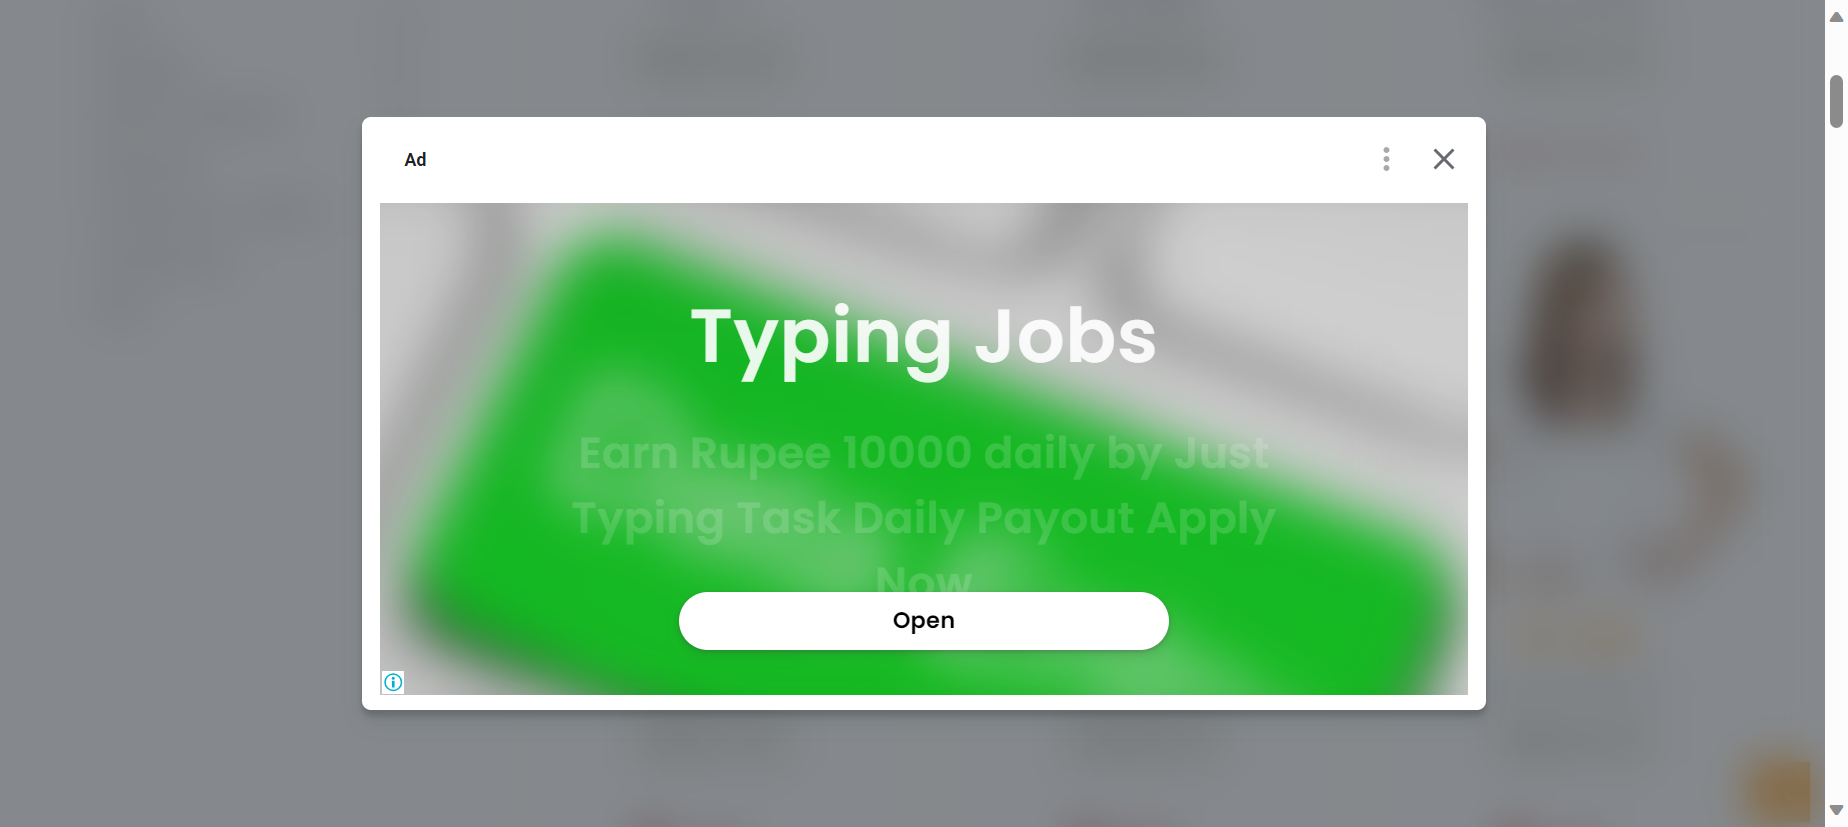 Ad
Typing Jobs
Earn Rupee 10000 daily by Just
Typing Task Daily Payout Apply
Now
Open